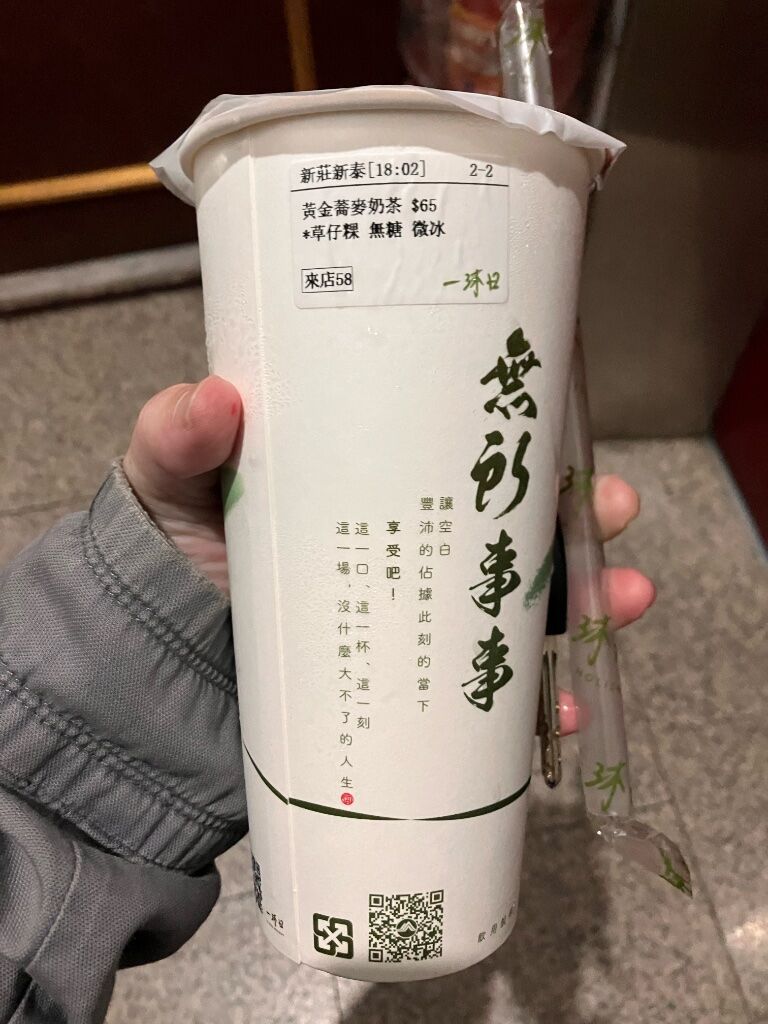 新莊新泰[18:02] 2-2
黃金蕎麥奶茶 $65
*草仔粿 無糖 微冰
來店58
一沐日
無所事事
讓空白
豐沛的佔據此刻的當下
享受吧!
這一口、這一杯、這一刻
這一場,沒什麼大不了的人生
一沐日